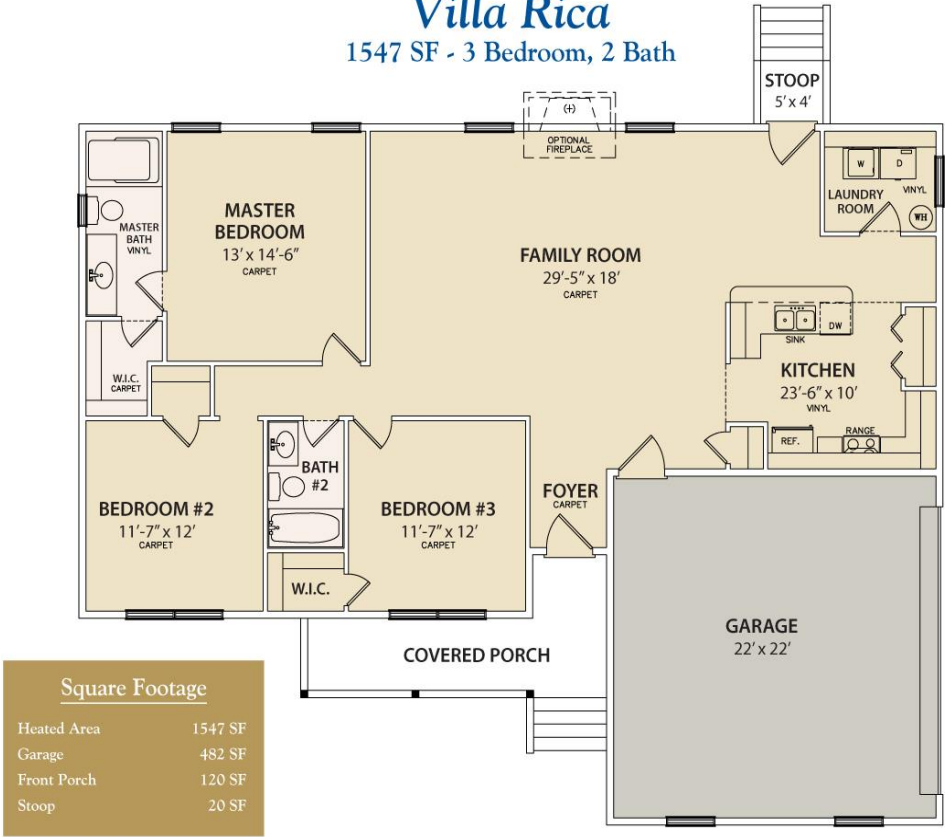 Villa Rica
1547 SF - 3 Bedroom, 2 Bath
STOOP
5' x 4'
(+)
OPTIONAL
FIREPLACE
W
D
LAUNDRY
ROOM
VINYL
WH
MASTER
BATH
VINYL
MASTER
BEDROOM
13' x 14'-6"
CARPET
FAMILY ROOM
29'-5" x 18'
CARPET
SINK
DW
KITCHEN
23'-6" x 10'
VINYL
REF.
RANGE
W.I.C.
CARPET
BATH
#2
BEDROOM #2
11'-7" x 12'
CARPET
BEDROOM #3
11'-7" x 12'
CARPET
FOYER
CARPET
W.I.C.
GARAGE
22' x 22'
COVERED PORCH
Square Footage
Heated Area 1547 SF
Garage 482 SF
Front Porch 120 SF
Stoop 20 SF